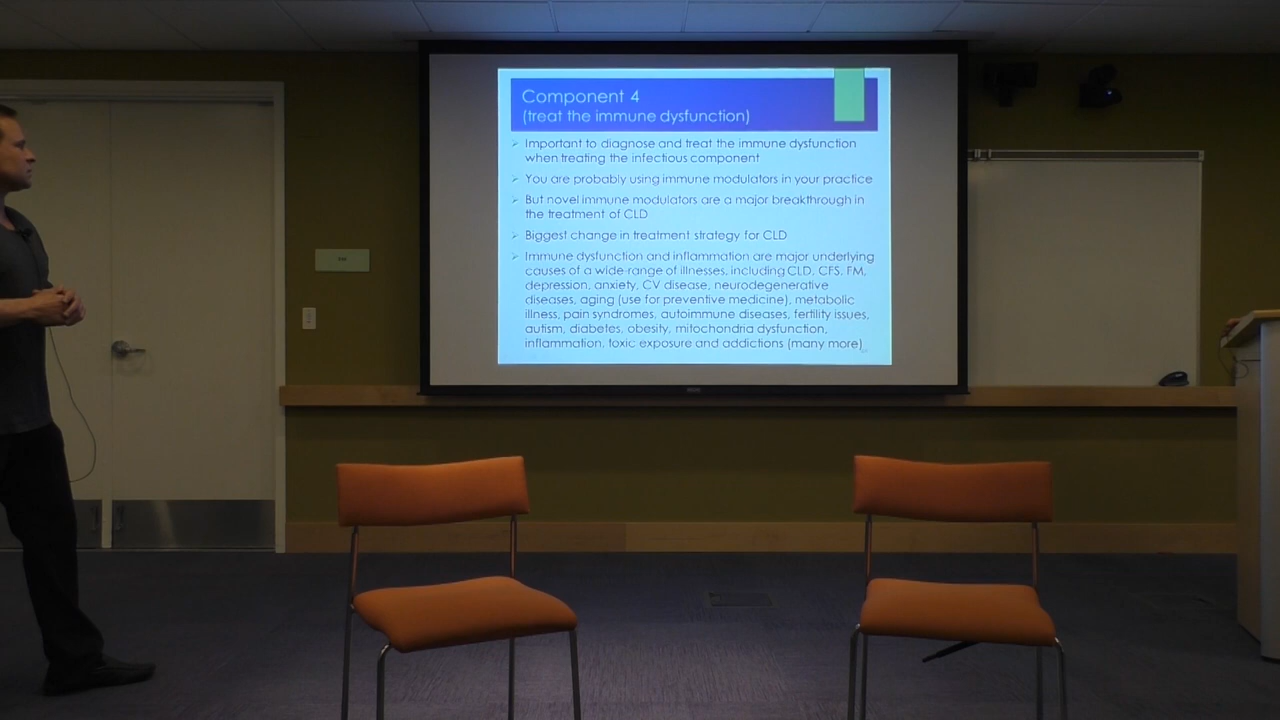 Component 4
(treat the immune dysfunction)
Important to diagnose and treat the immune dysfunction
when treating the infectious component
You are probably using immune modulators in your practice
But novel immune modulators are a major breakthrough in
the treatment of CLD
Biggest change in treatment strategy for CLD
Immune dysfunction and inflammation are major underlying
causes of a wide-range of illnesses, including CLD, CFS, FM,
depression, anxiety, CV disease, neurodegenerative
diseases, aging (use for preventive medicine), metabolic
illness, pain syndromes, autoimmune diseases, fertility issues,
autism, diabetes, obesity, mitochondria dysfunction,
inflammation, toxic exposure and addictions (many more)